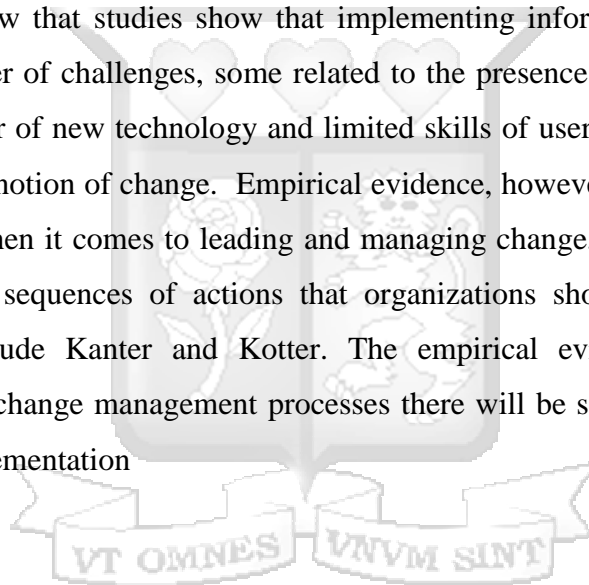 w that studies show that implementing infor
er of challenges, some related to the presence
r of new technology and limited skills of user
notion of change. Empirical evidence, howeve
hen it comes to leading and managing change
sequences of actions that organizations sho
ude Kanter and Kotter. The empirical ev
change management processes there will be s
ementation
VT OMNES VNVM SINT